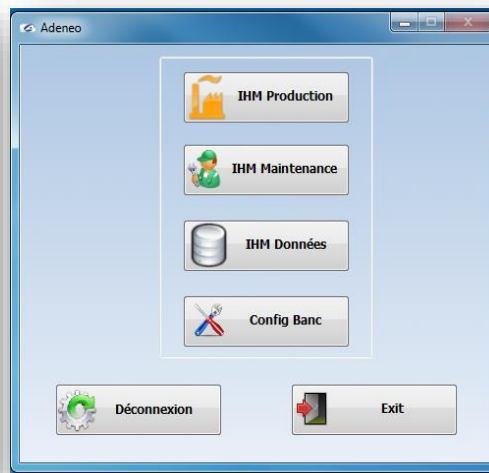 Adeneo
IHM Production
IHM Maintenance
IHM Données
Config Banc
Déconnexion
Exit